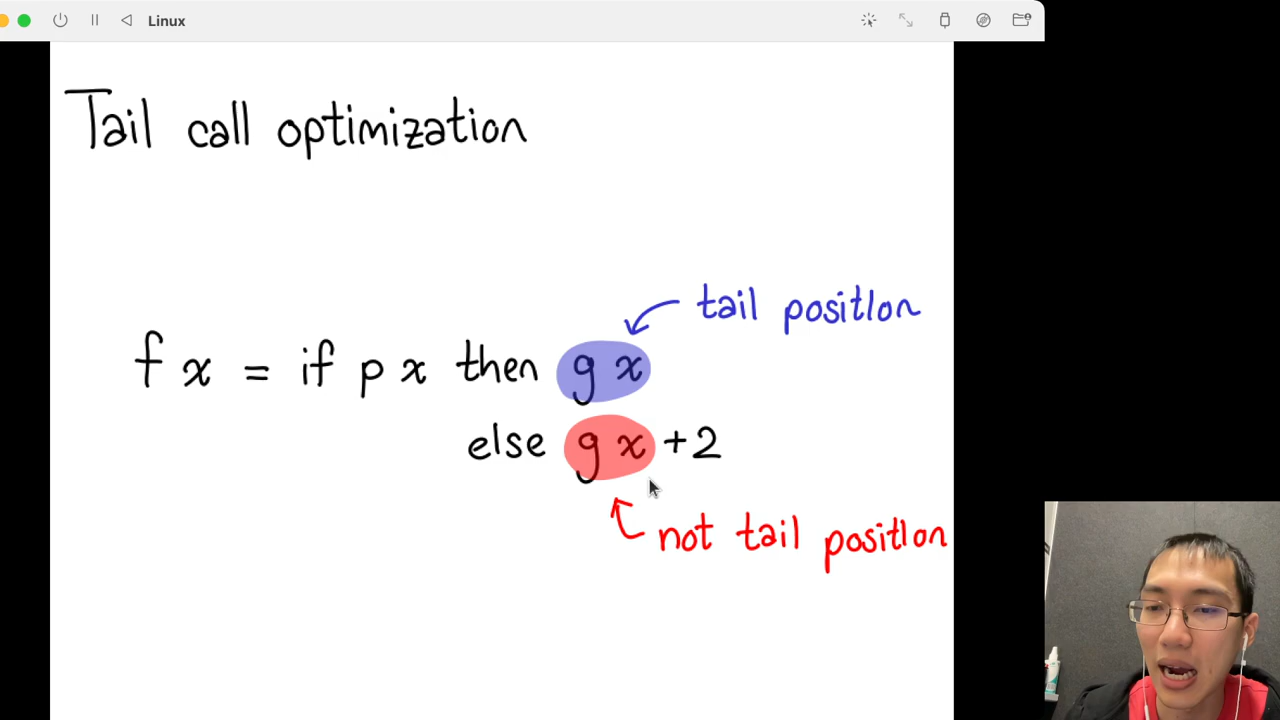 Linux
Tail call optimization
tail position
f x = if p x then g x
else g x +2
not tail position